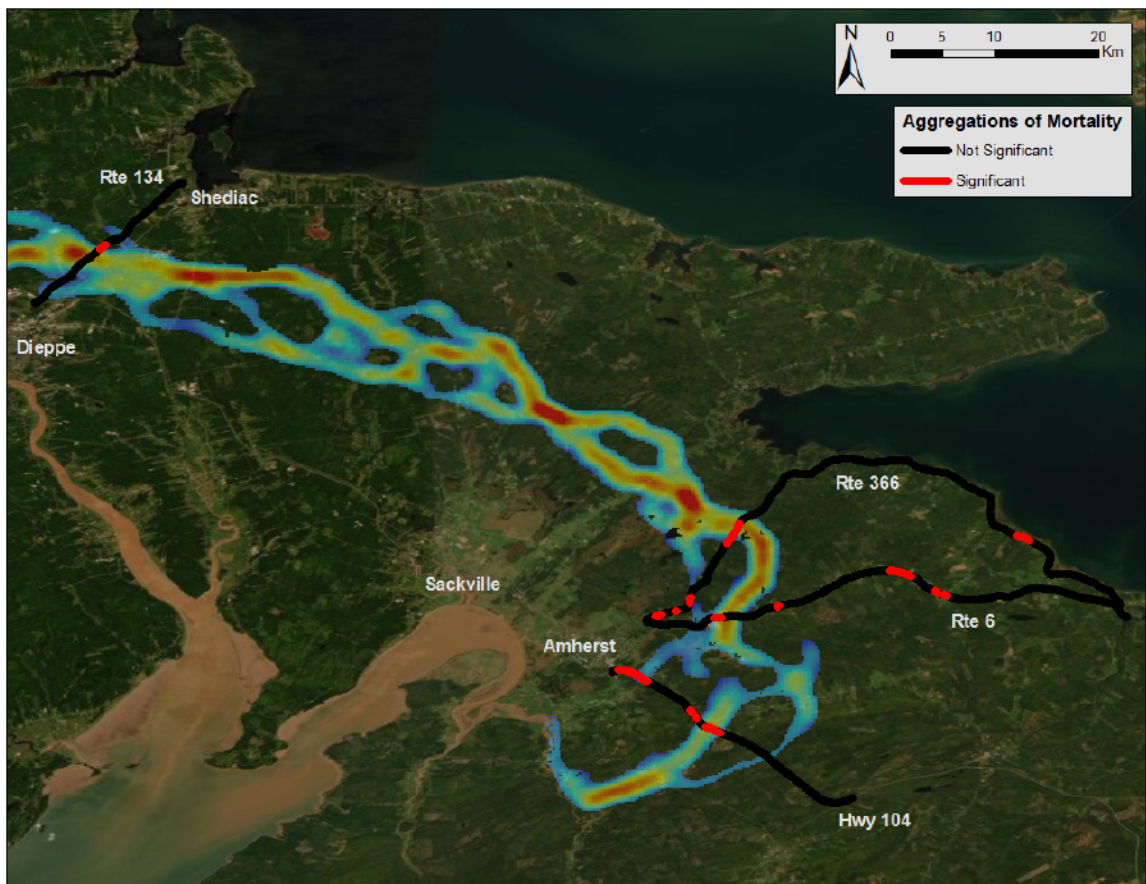 N
0 5 10 20
Km
Aggregations of Mortality
Not Significant
Significant
Rte 134
Shediac
Dieppe
Rte 366
Sackville
Rte 6
Amherst
Hwy 104